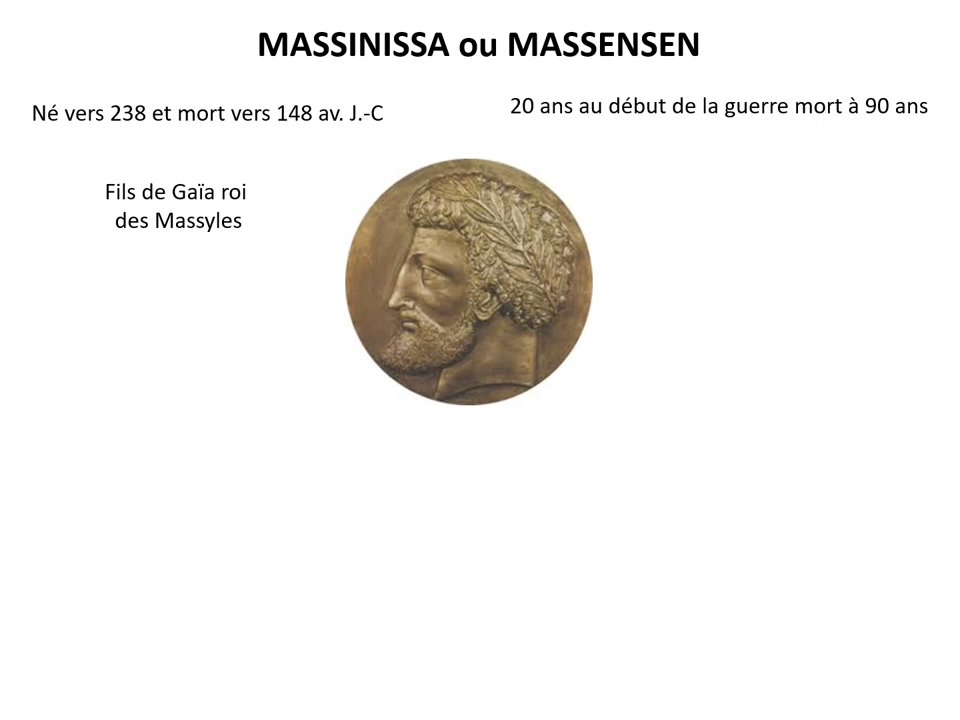 MASSINISSA ou MASSENSEN
Né vers 238 et mort vers 148 av. J.-C
20 ans au début de la guerre mort à 90 ans
Fils de Gaïa roi
des Massyles